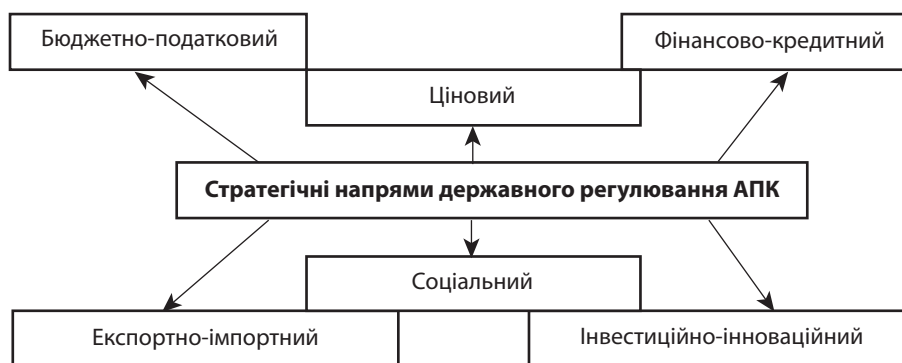 Бюджетно-податковий
Фінансово-кредитний
Ціновий
Стратегічні напрями державного регулювання АПК
Соціальний
Експортно-імпортний
Інвестиційно-інноваційний